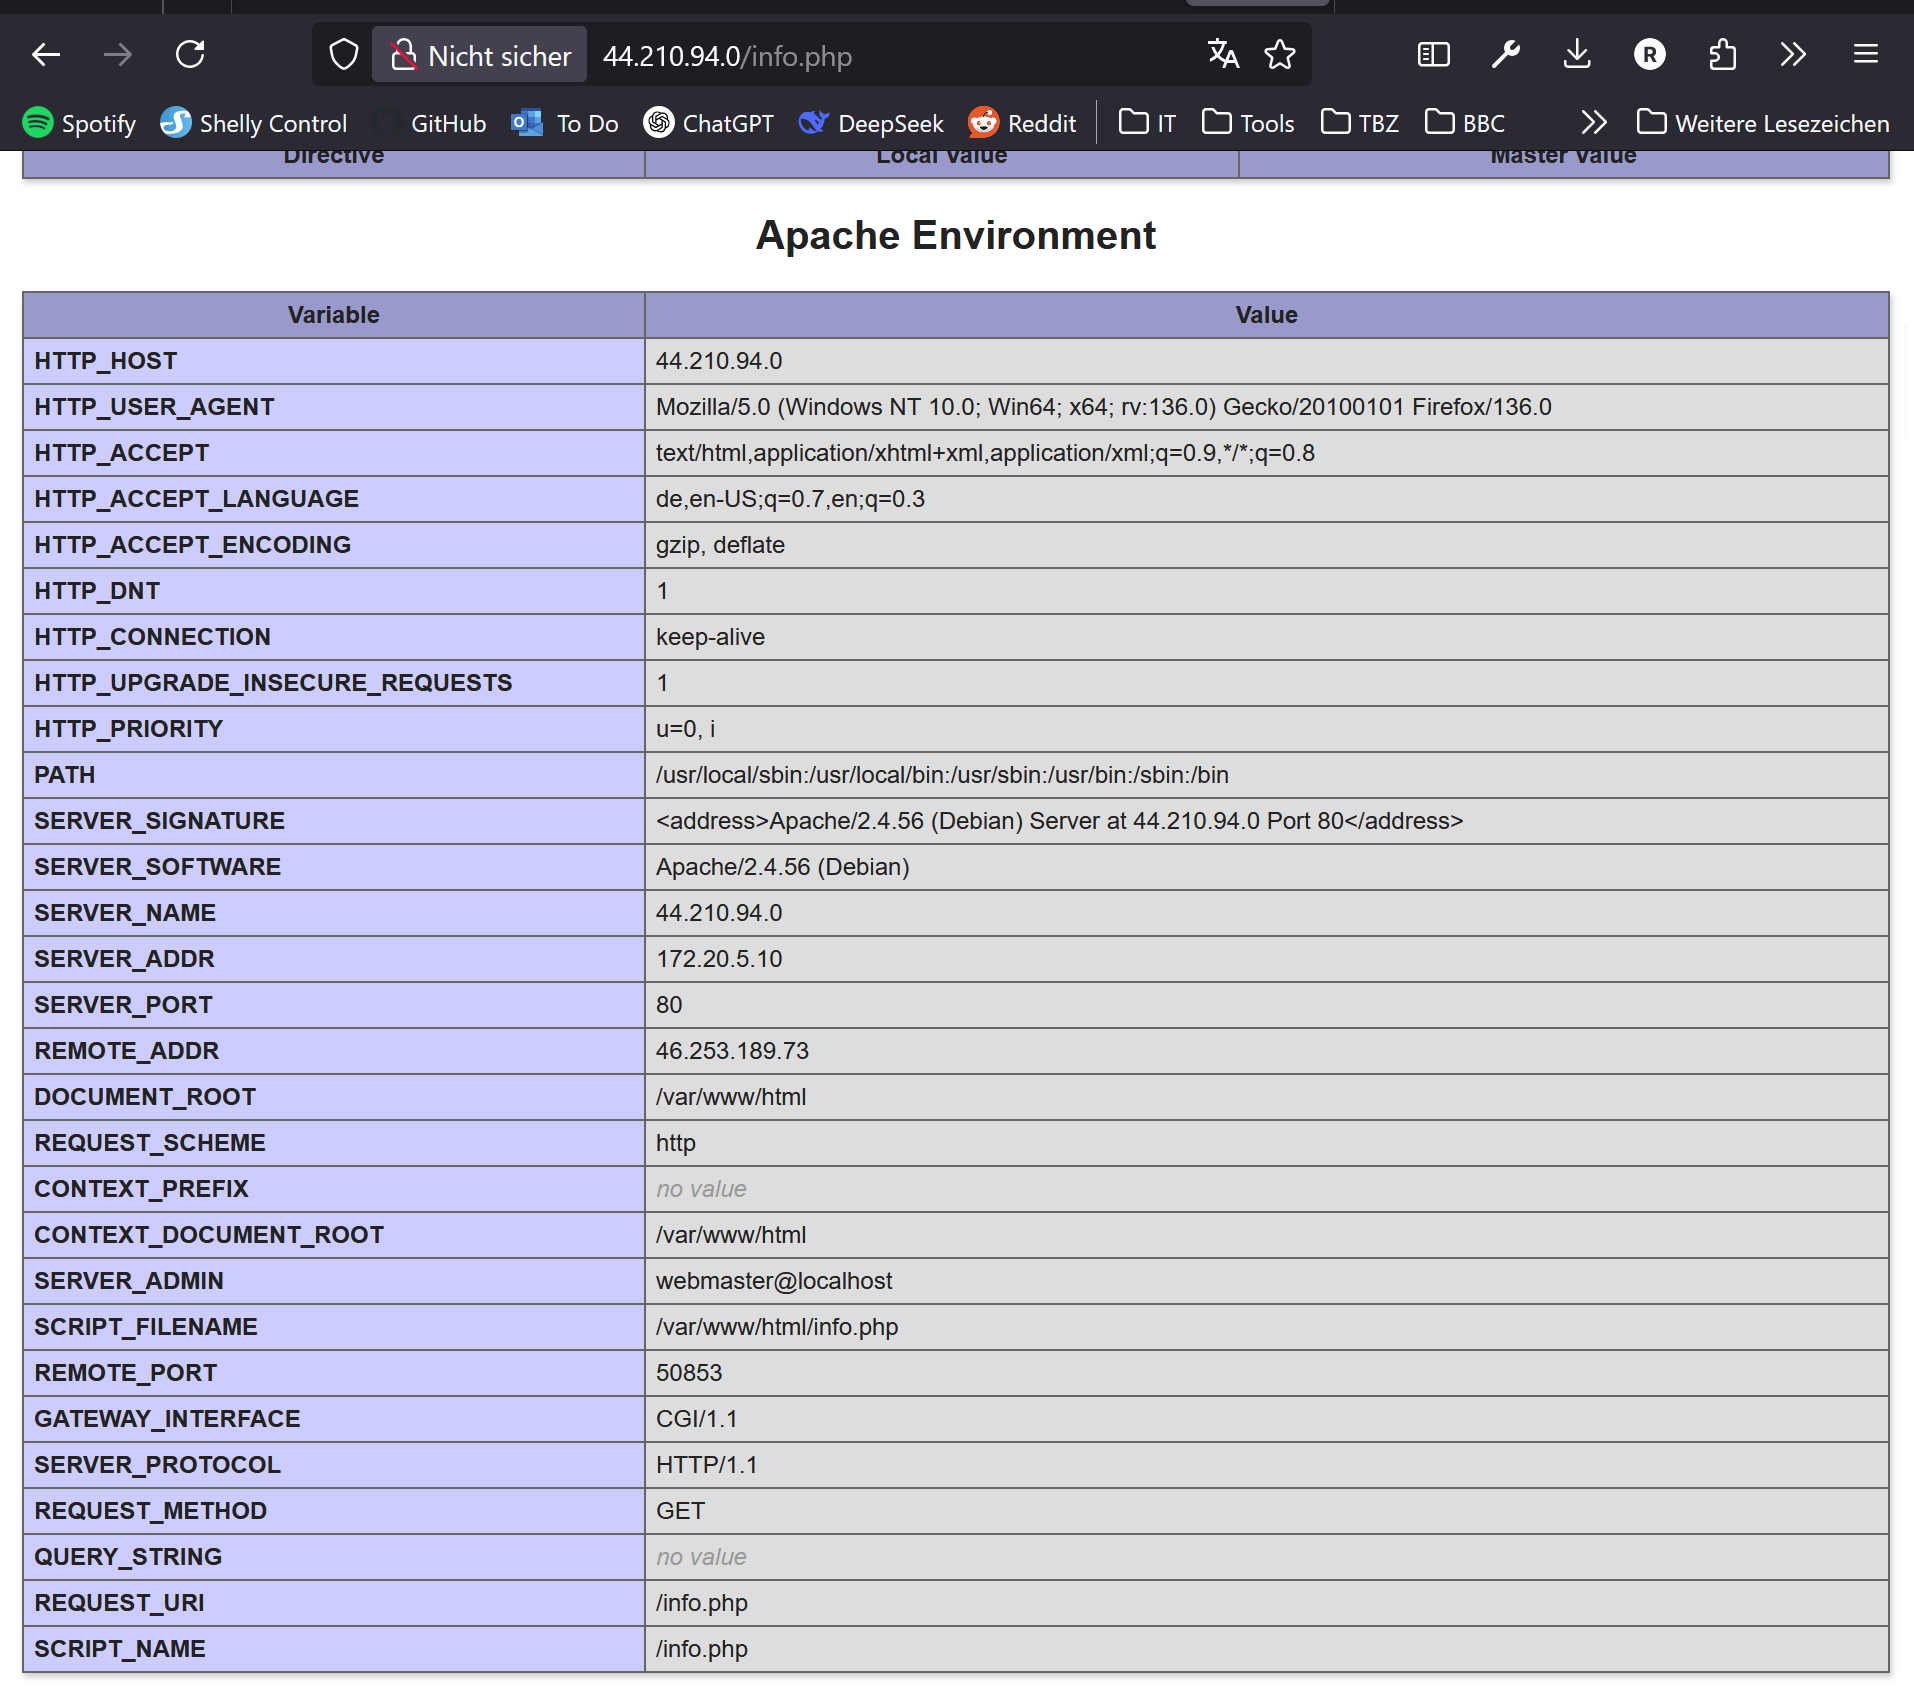 Nicht sicher 44.210.94.0/info.php
Spotify Shelly Control GitHub To Do ChatGPT DeepSeek Reddit IT Tools TBZ BBC Weitere Lesezeichen
Directive Local Value Master Value
Apache Environment
Variable Value
HTTP_HOST 44.210.94.0
HTTP_USER_AGENT Mozilla/5.0 (Windows NT 10.0; Win64; x64; rv:136.0) Gecko/20100101 Firefox/136.0
HTTP_ACCEPT text/html,application/xhtml+xml,application/xml;q=0.9,*/*;q=0.8
HTTP_ACCEPT_LANGUAGE de,en-US;q=0.7,en;q=0.3
HTTP_ACCEPT_ENCODING gzip, deflate
HTTP_DNT 1
HTTP_CONNECTION keep-alive
HTTP_UPGRADE_INSECURE_REQUESTS 1
HTTP_PRIORITY u=0, i
PATH /usr/local/sbin:/usr/local/bin:/usr/sbin:/usr/bin:/sbin:/bin
SERVER_SIGNATURE <address>Apache/2.4.56 (Debian) Server at 44.210.94.0 Port 80</address>
SERVER_SOFTWARE Apache/2.4.56 (Debian)
SERVER_NAME 44.210.94.0
SERVER_ADDR 172.20.5.10
SERVER_PORT 80
REMOTE_ADDR 46.253.189.73
DOCUMENT_ROOT /var/www/html
REQUEST_SCHEME http
CONTEXT_PREFIX no value
CONTEXT_DOCUMENT_ROOT /var/www/html
SERVER_ADMIN webmaster@localhost
SCRIPT_FILENAME /var/www/html/info.php
REMOTE_PORT 50853
GATEWAY_INTERFACE CGI/1.1
SERVER_PROTOCOL HTTP/1.1
REQUEST_METHOD GET
QUERY_STRING no value
REQUEST_URI /info.php
SCRIPT_NAME /info.php